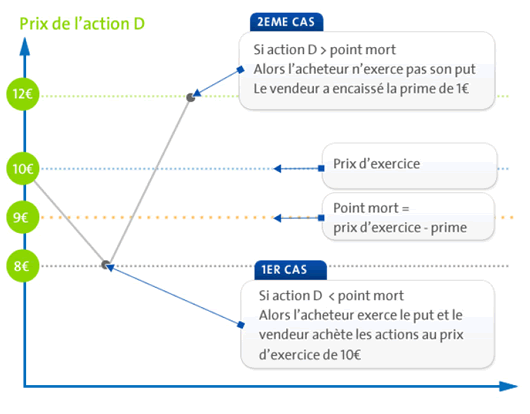 Prix de l'action D
2EME CAS
Si action D > point mort
Alors l'acheteur n'exerce pas son put
Le vendeur a encaissé la prime de 1€
12€
10€
Prix d'exercice
9€
Point mort =
prix d'exercice - prime
8€
1ER CAS
Si action D < point mort
Alors l'acheteur exerce le put et le
vendeur achète les actions au prix
d'exercice de 10€